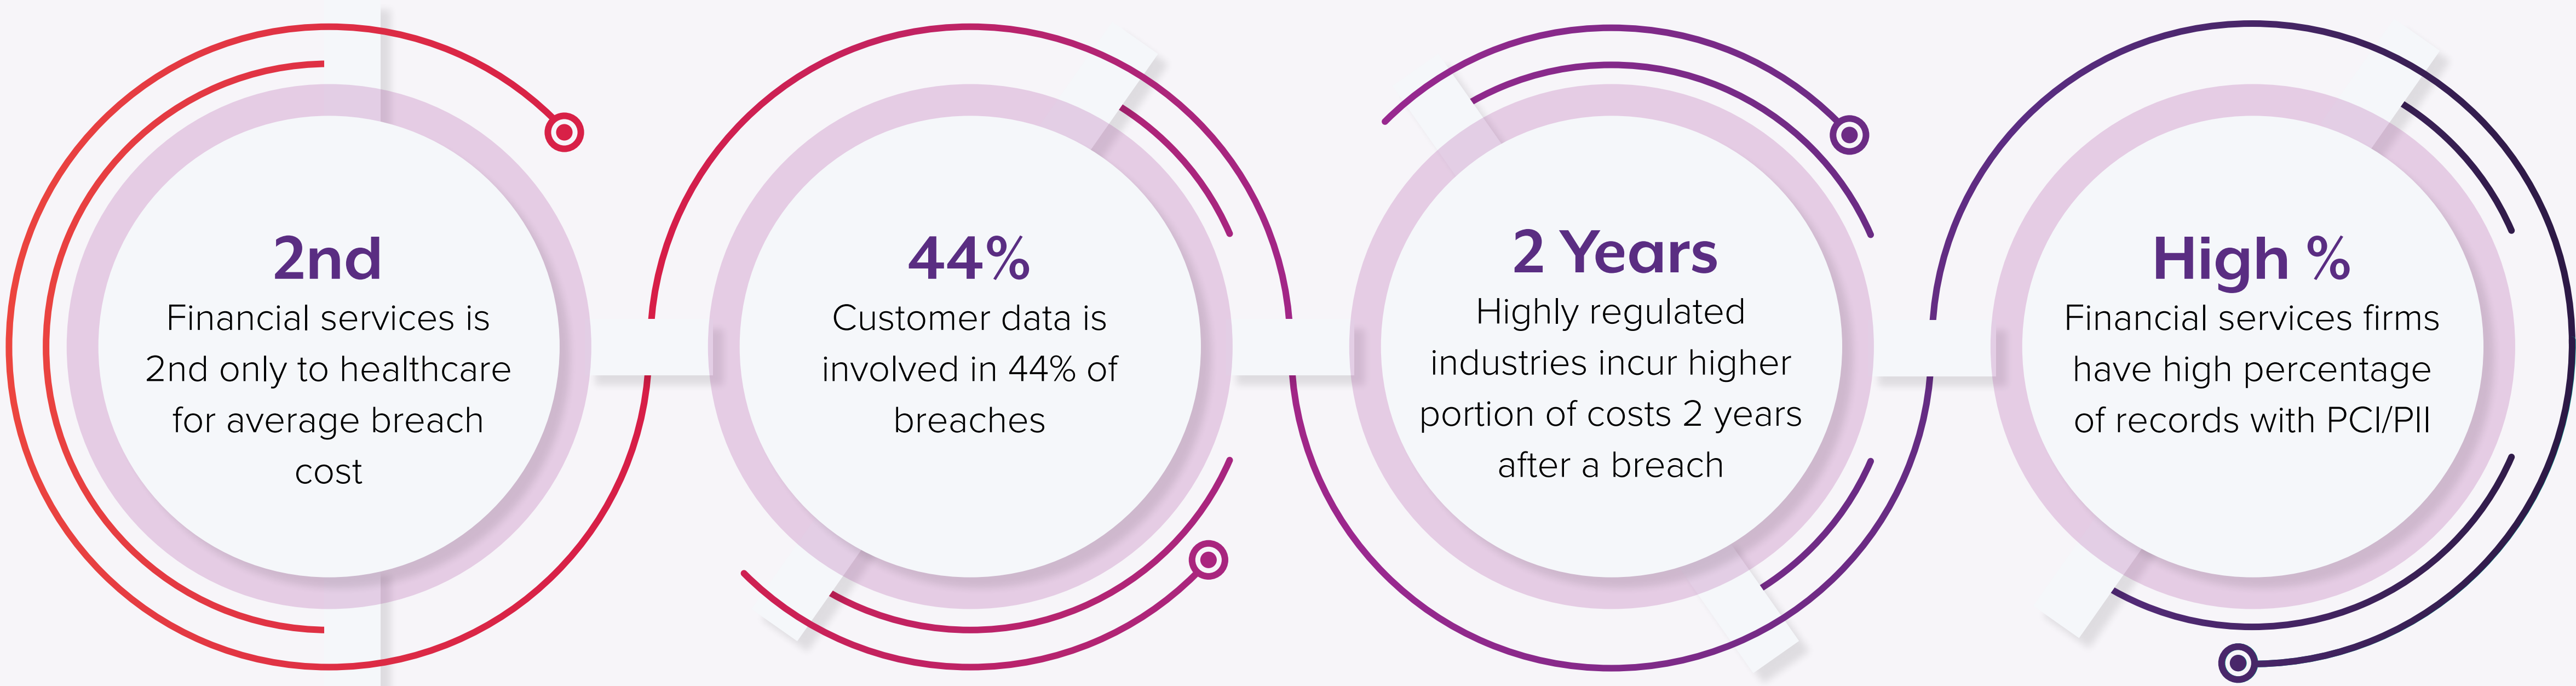 2nd
Financial services is
2nd only to healthcare
for average breach
cost
44%
Customer data is
involved in 44% of
breaches
2 Years
Highly regulated
industries incur higher
portion of costs 2 years
after a breach
High %
Financial services firms
have high percentage
of records with PCI/PII